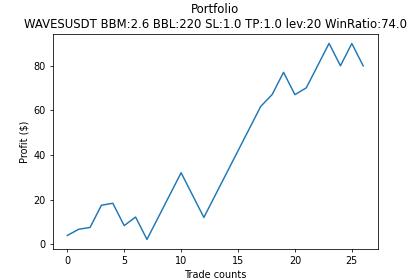 Portfolio
WAVESUSDT BBM:2.6 BBL:220 SL:1.0 TP:1.0 lev:20 WinRatio:74.0
80
60
40
20
0
Profit ($)
0 5 10 15 20 25
Trade counts